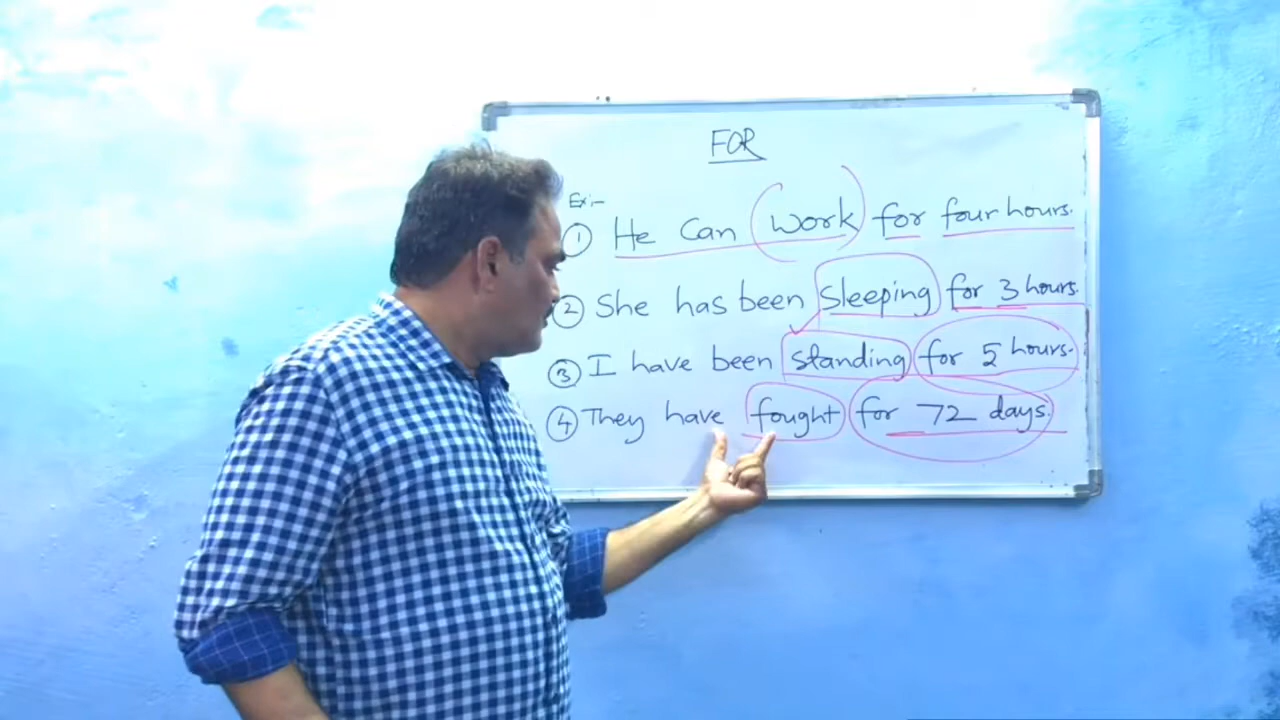 FOR
Ex:-
① He Can work for four hours.
② She has been sleeping for 3 hours.
③ I have been standing for 5 hours.
④ They have fought for 72 days.